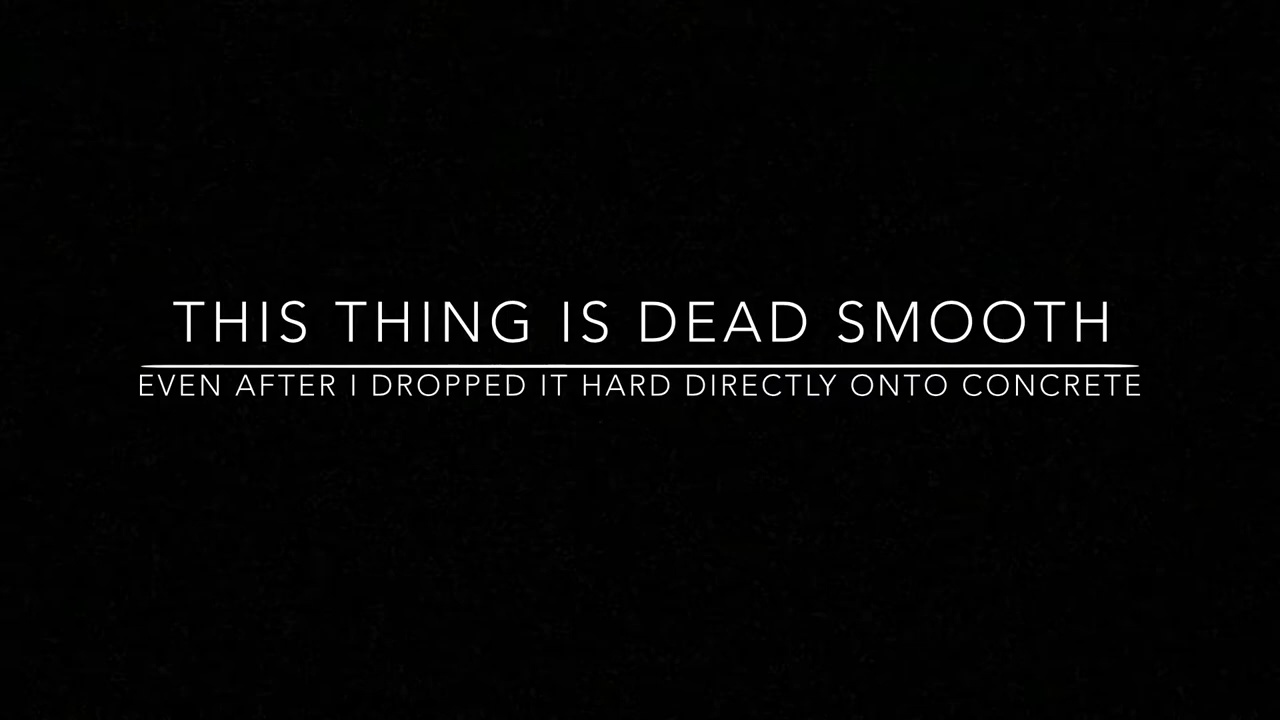 THIS THING IS DEAD SMOOTH
EVEN AFTER I DROPPED IT HARD DIRECTLY ONTO CONCRETE